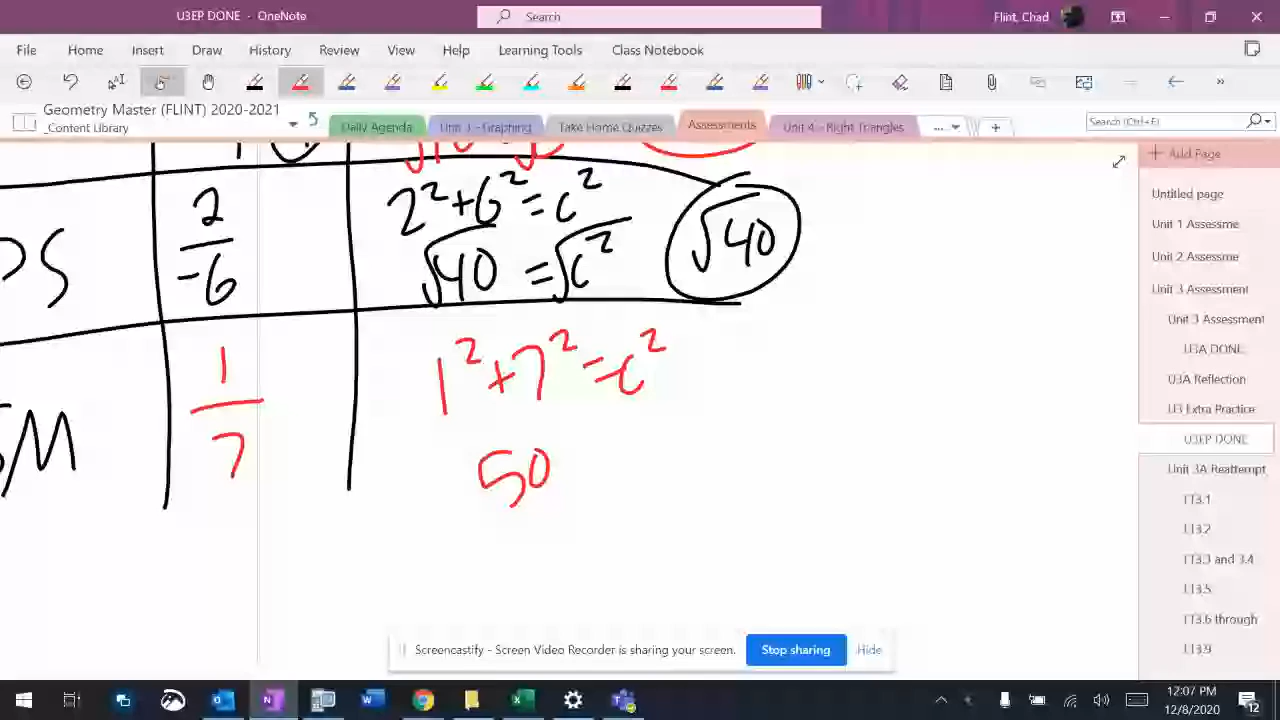 U3EP DONE - OneNote
Search
Flint, Chad
File Home Insert Draw History Review View Help Learning Tools Class Notebook
Geometry Master (FLINT) 2020-2021
_Content Library
Daily Agenda
Unit 3 - Graphing
Take Home Quizzes
Assessments
Unit 4 - Right Triangles
...
Search (Ctrl+E)
Add Page
Untitled page
Unit 1 Assessme
Unit 2 Assessme
Unit 3 Assessment
Unit 3 Assessment
U3A DONE
U3A Reflection
U3 Extra Practice
U3EP DONE
Unit 3A Reattempt
LT3.1
LT3.2
LT3.3 and 3.4
LT3.5
LT3.6 through
LT3.9
2
-6
2² + 6² = c²
√40 = √c²
√40
1
7
1² + 7² = c²
50
Screencastify - Screen Video Recorder is sharing your screen.
Stop sharing
Hide
12:07 PM
12/8/2020
12